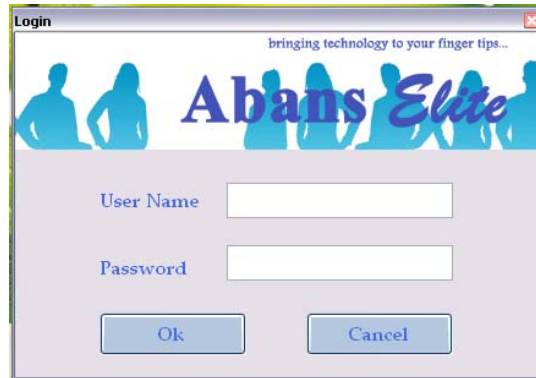 Login
bringing technology to your finger tips...
Abans Elite
User Name
Password
Ok
Cancel